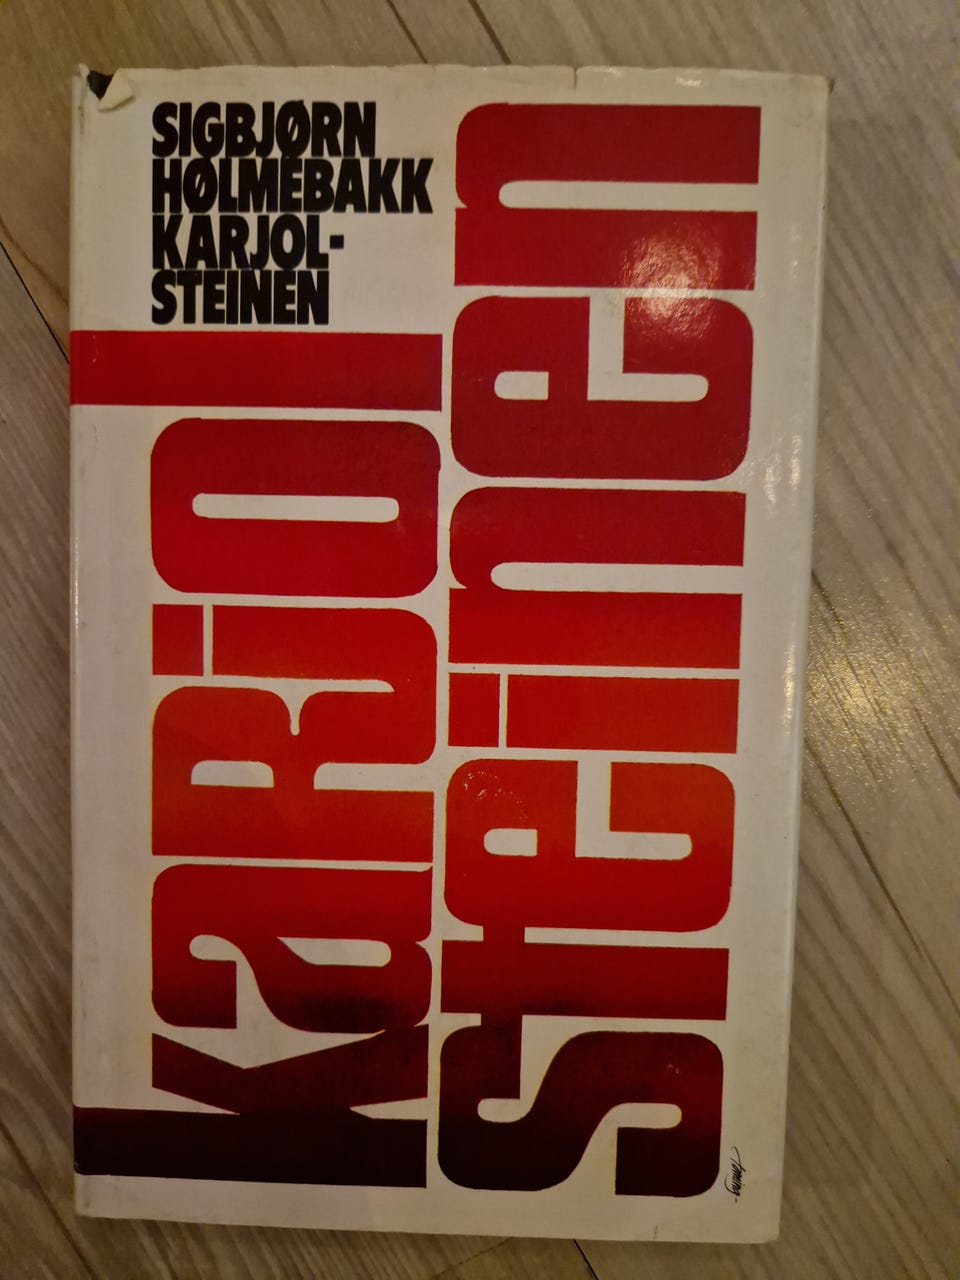 SIGBJØRN
HØLMEBAKK
KARJOL-
STEINEN
kaRjol
steinen